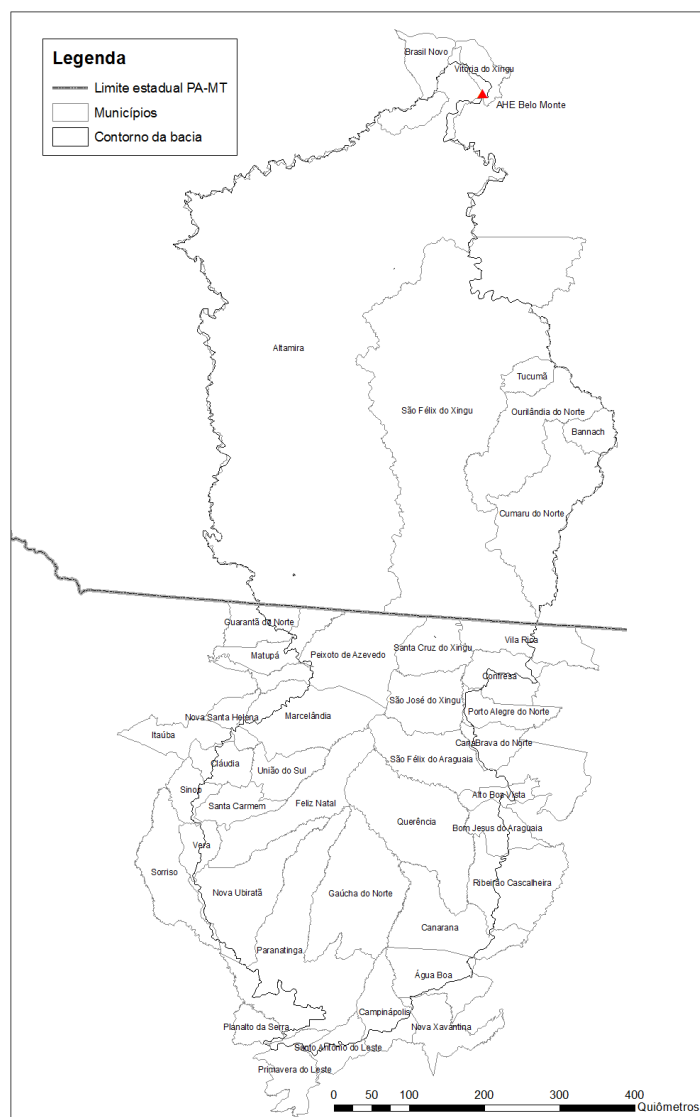 Legenda
Limite estadual PA-MT
Municípios
Contorno da bacia
Brasil Novo
Vitória do Xingu
AHE Belo Monte
Altamira
Tucumã
São Félix do Xingu
Ourilândia do Norte
Bannach
Cumaru do Norte
Guarantã do Norte
Vila Rica
Matupá
Peixoto de Azevedo
Santa Cruz do Xingu
Confresa
São José do Xingu
Porto Alegre do Norte
Nova Santa Helena
Marcelândia
Itaúba
CanaBrava do Norte
Cláudia
União do Sul
São Félix do Araguaia
Sinop
Santa Carmem
Feliz Natal
Alto Boa Vista
Querência
Bom Jesus do Araguaia
Vera
Sorriso
Nova Ubiratã
Gaúcha do Norte
Ribeirão Cascalheira
Canarana
Paranatinga
Água Boa
Campinápolis
Planalto da Serra
Nova Xavantina
Santo Antônio do Leste
Primavera do Leste
0 50 100 200 300 400
Quiômetros